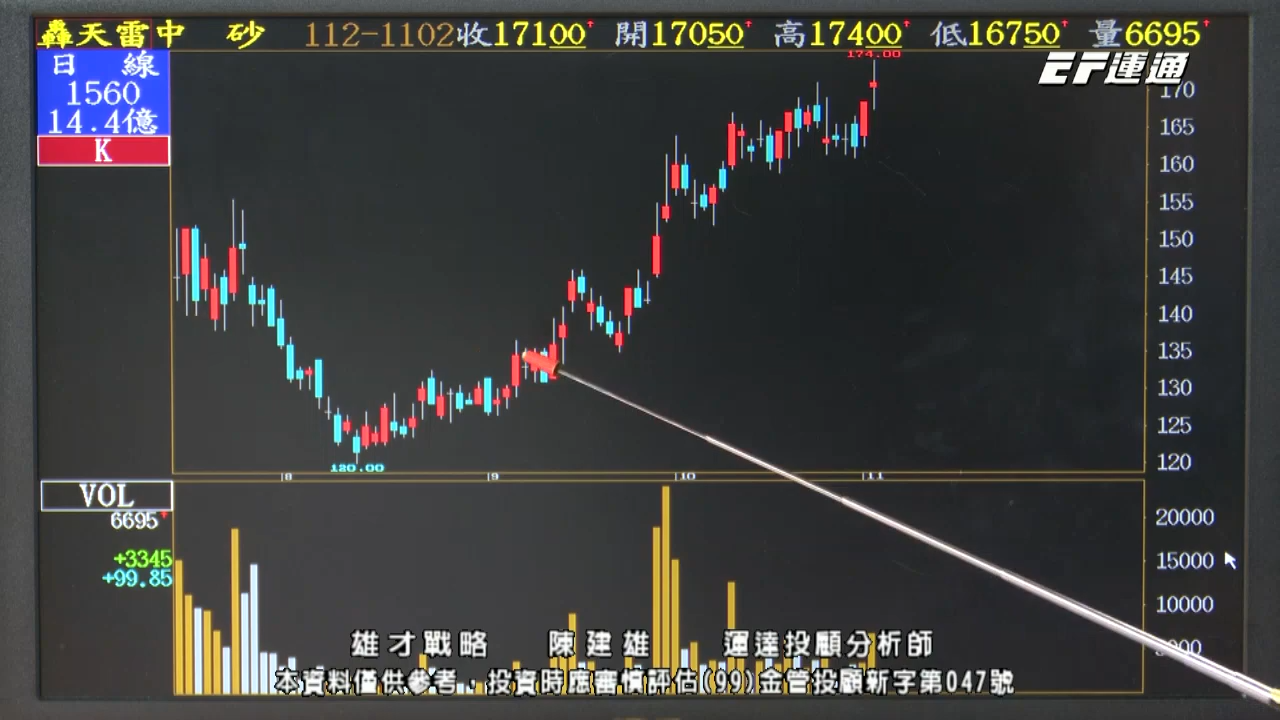 轟天雷中 砂 112-1102收17100 開17050 高17400 低16750 量6695
EF運通
日 線
1560
14.4億
K
174.00
170
165
160
155
150
145
140
135
130
125
120
120.00
8 9 10 11
VOL
6695
+3345
+99.85
20000
15000
10000
雄才戰略 陳建雄 運達投顧分析師
本資料僅供參考，投資時應審慎評估(99)金管投顧新字第047號